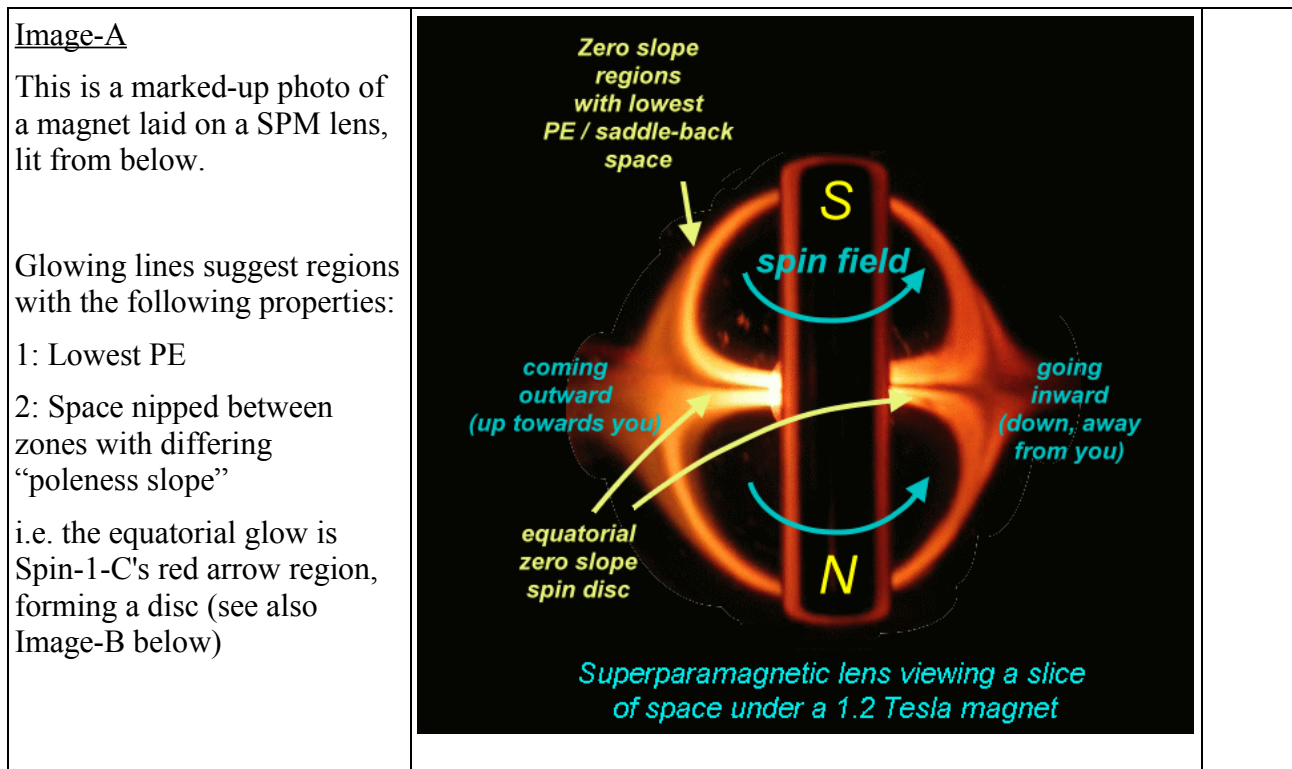 Image-A
This is a marked-up photo of
a magnet laid on a SPM lens,
lit from below.
Glowing lines suggest regions
with the following properties:
1: Lowest PE
2: Space nipped between
zones with differing
“poleness slope”
i.e. the equatorial glow is
Spin-1-C's red arrow region,
forming a disc (see also
Image-B below)
Zero slope
regions
with lowest
PE / saddle-back
space
S
spin field
coming
outward
(up towards you)
going
inward
(down, away
from you)
equatorial
zero slope
spin disc
N
Superparamagnetic lens viewing a slice
of space under a 1.2 Tesla magnet